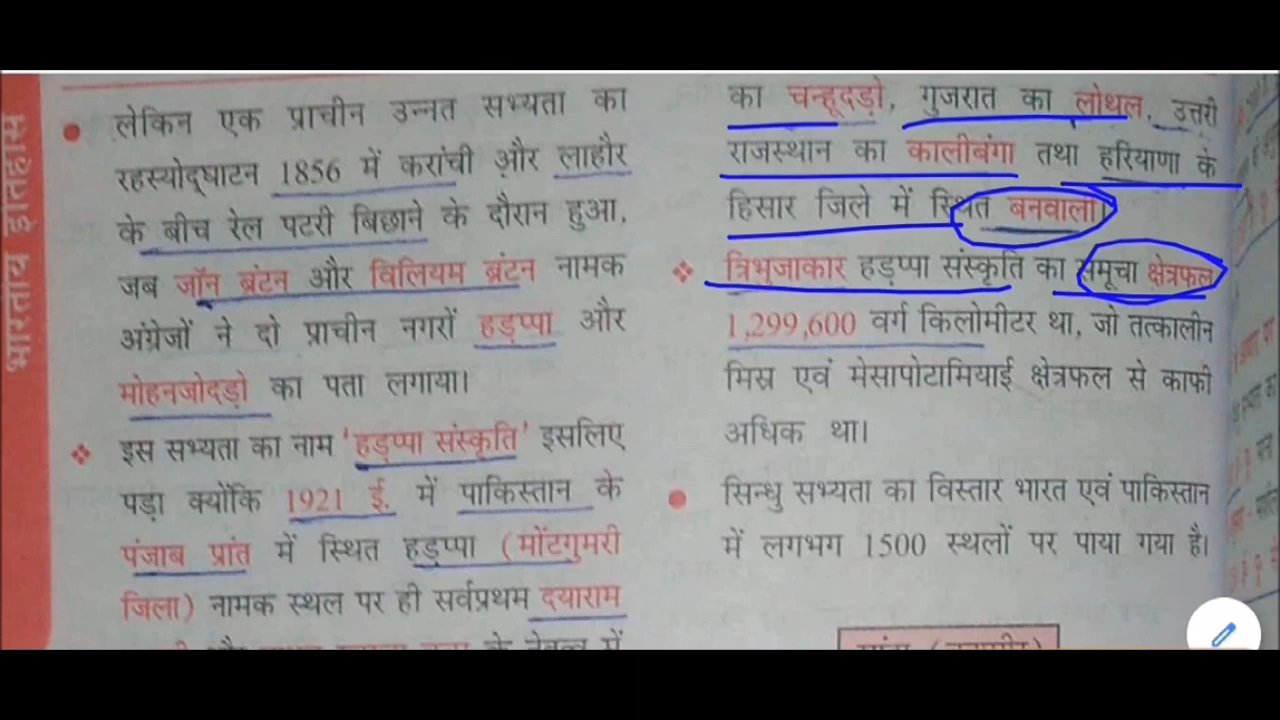 भारतीय इतिहास
लेकिन एक प्राचीन उन्नत सभ्यता का
रहस्योद्घाटन 1856 में करांची और लाहौर
के बीच रेल पटरी बिछाने के दौरान हुआ,
जब जॉन ब्रंटन और विलियम ब्रंटन नामक
अंग्रेजों ने दो प्राचीन नगरों हड़प्पा और
मोहनजोदड़ो का पता लगाया।
इस सभ्यता का नाम 'हड़प्पा संस्कृति' इसलिए
पड़ा क्योंकि 1921 ई. में पाकिस्तान के
पंजाब प्रांत में स्थित हड़प्पा (मोंटगुमरी
जिला) नामक स्थल पर ही सर्वप्रथम दयाराम
के नेतृत्व में
का चन्हूदड़ो, गुजरात का लोथल, उत्तरी
राजस्थान का कालीबंगा तथा हरियाणा के
हिसार जिले में स्थित बनवाली।
त्रिभुजाकार हड़प्पा संस्कृति का समूचा क्षेत्रफल
1,299,600 वर्ग किलोमीटर था, जो तत्कालीन
मिस्र एवं मेसापोटामियाई क्षेत्रफल से काफी
अधिक था।
सिन्धु सभ्यता का विस्तार भारत एवं पाकिस्तान
में लगभग 1500 स्थलों पर पाया गया है।